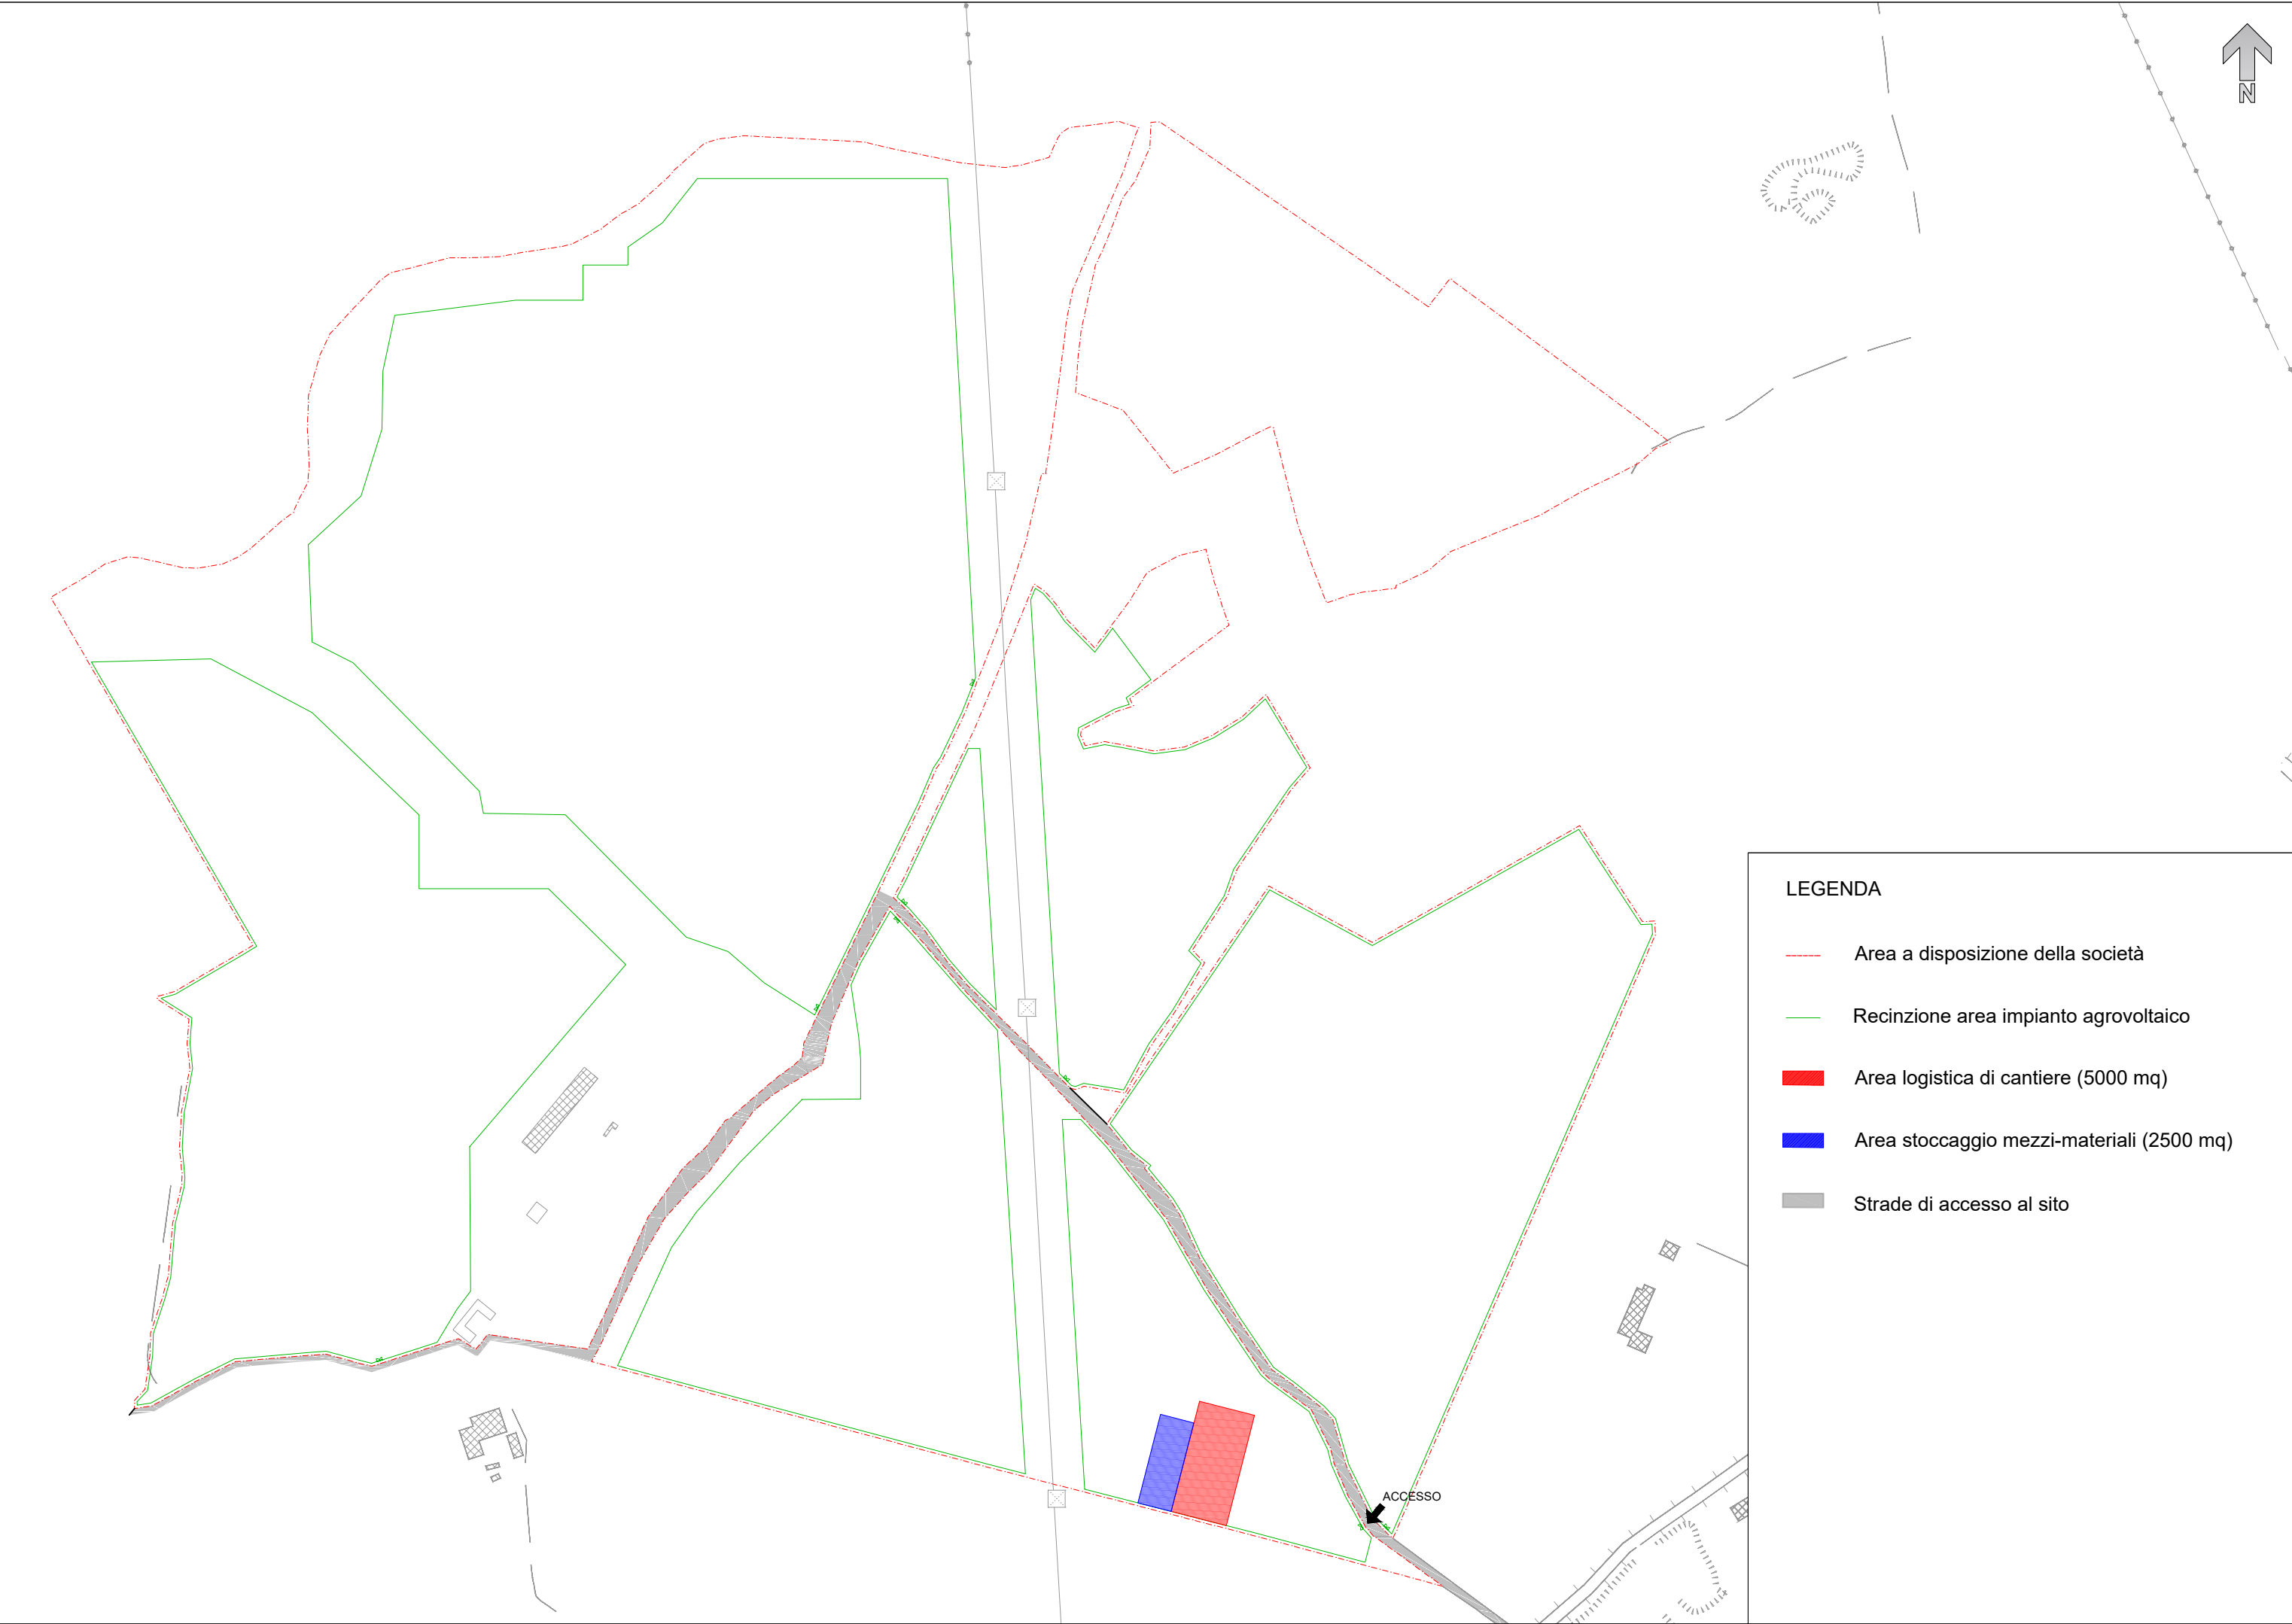 N
LEGENDA
Area a disposizione della società
Recinzione area impianto agrovoltaico
Area logistica di cantiere (5000 mq)
Area stoccaggio mezzi-materiali (2500 mq)
Strade di accesso al sito
ACCESSO